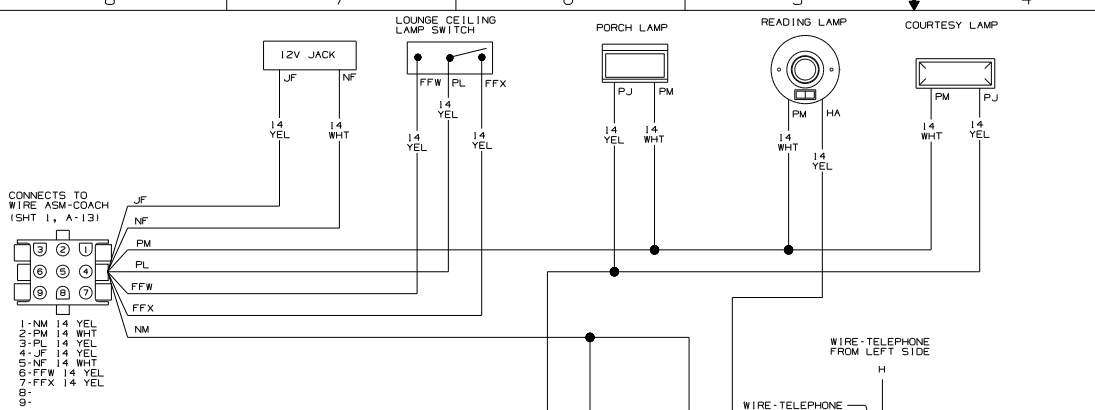 LOUNGE CEILING
LAMP SWITCH
PORCH LAMP
READING LAMP
COURTESY LAMP
12V JACK
JF
NF
FFW
PL
FFX
PJ
PM
PM
HA
PM
PJ
14
YEL
14
WHT
14
YEL
14
YEL
14
YEL
14
YEL
14
WHT
14
WHT
14
YEL
14
WHT
14
YEL
CONNECTS TO
WIRE ASM-COACH
(SHT 1, A-13)
JF
NF
PM
PL
FFW
FFX
NM
3 2 1
6 5 4
9 8 7
1-NM 14 YEL
2-PM 14 WHT
3-PL 14 YEL
4-JF 14 YEL
5-NF 14 WHT
6-FFW 14 YEL
7-FFX 14 YEL
8-
9-
WIRE-TELEPHONE
FROM LEFT SIDE
H
WIRE-TELEPHONE